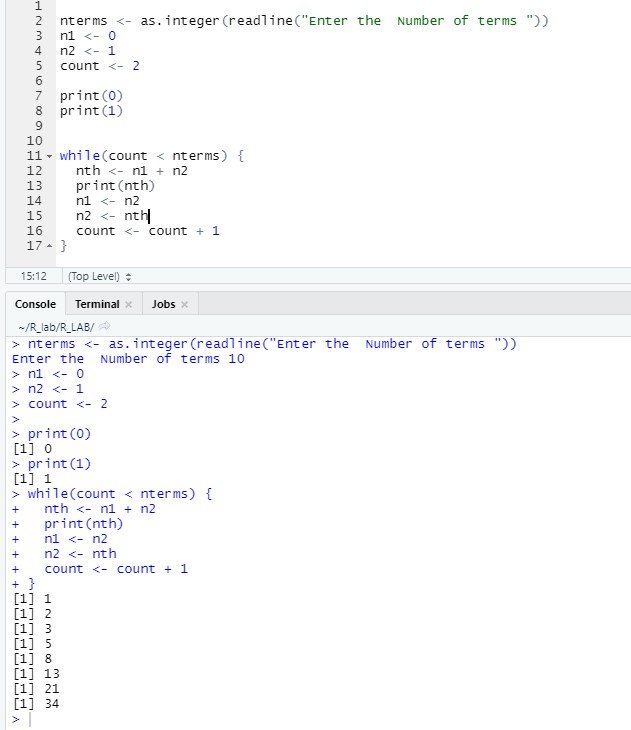 1
2 nterms <- as.integer(readline("Enter the  Number of terms "))
3 n1 <- 0
4 n2 <- 1
5 count <- 2
6
7 print(0)
8 print(1)
9
10
11 while(count < nterms) {
12   nth <- n1 + n2
13   print(nth)
14   n1 <- n2
15   n2 <- nth
16   count <- count + 1
17 }
15:12 (Top Level)
Console Terminal × Jobs ×
~/R_lab/R_LAB/
> nterms <- as.integer(readline("Enter the  Number of terms "))
Enter the  Number of terms 10
> n1 <- 0
> n2 <- 1
> count <- 2
>
> print(0)
[1] 0
> print(1)
[1] 1
> while(count < nterms) {
+   nth <- n1 + n2
+   print(nth)
+   n1 <- n2
+   n2 <- nth
+   count <- count + 1
+ }
[1] 1
[1] 2
[1] 3
[1] 5
[1] 8
[1] 13
[1] 21
[1] 34
>